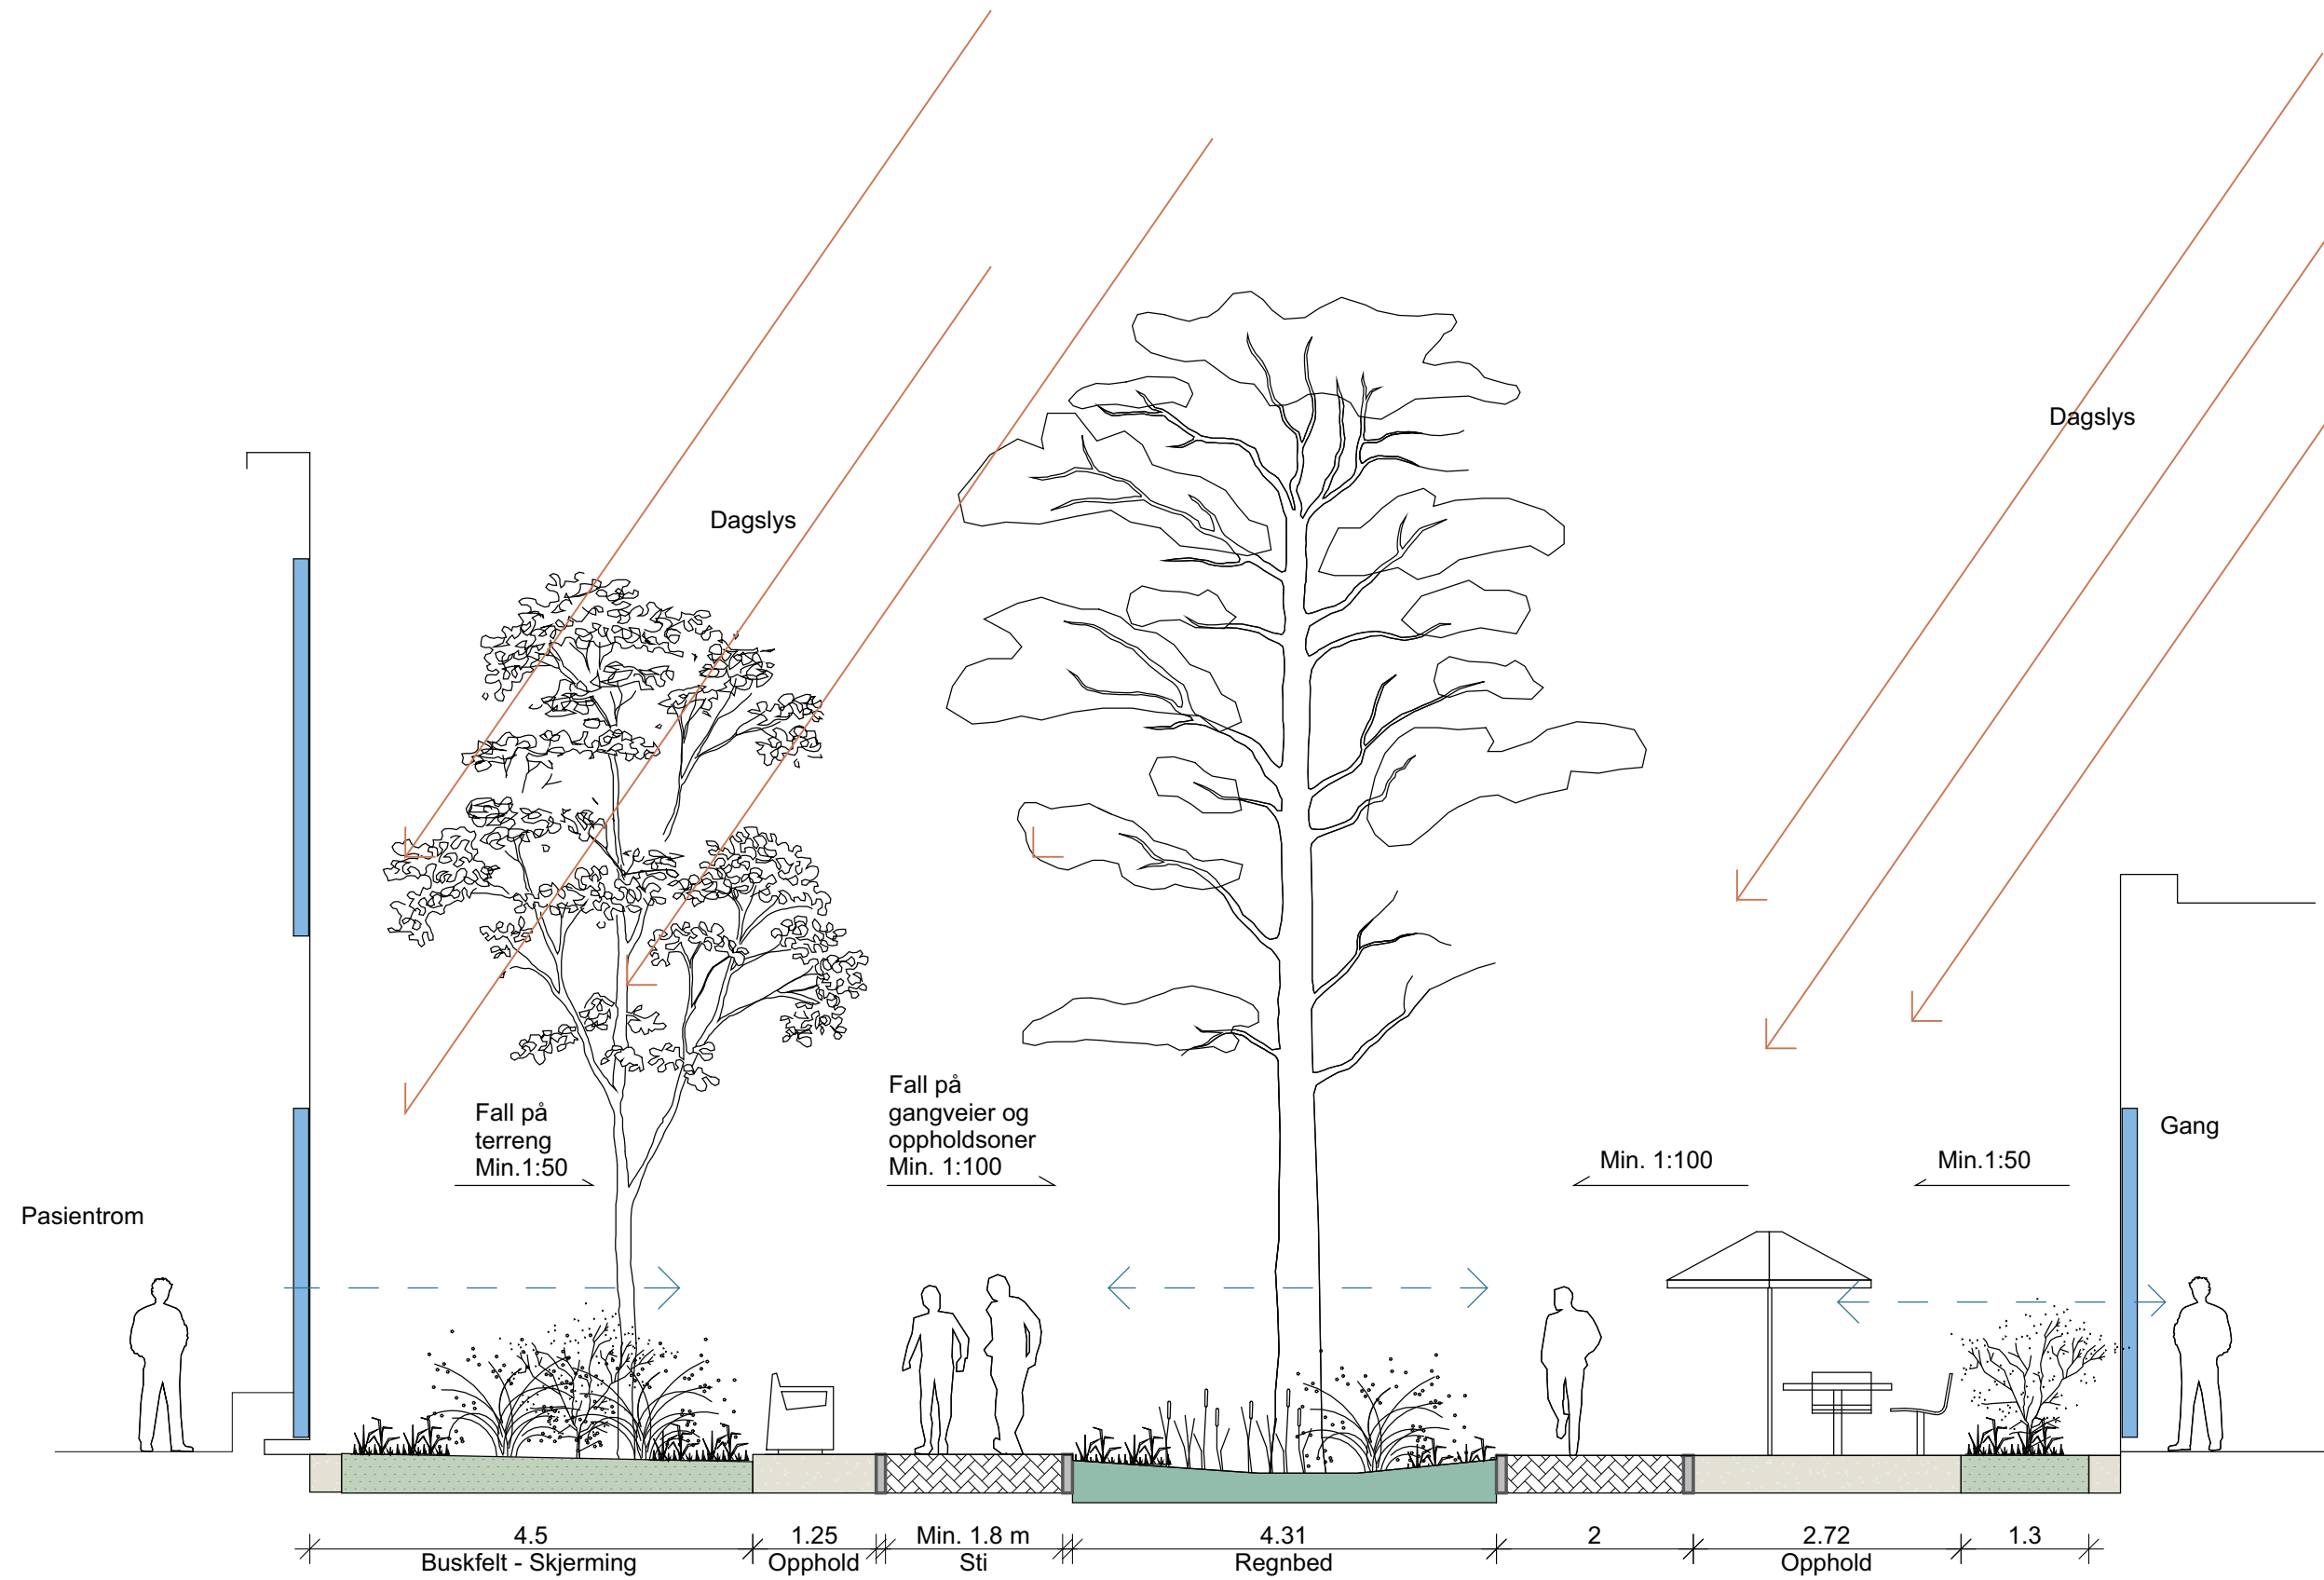 Dagslys
Dagslys
Fall på
terreng
Min.1:50
Fall på
gangveier og
oppholdsoner
Min. 1:100
Min. 1:100
Min.1:50
Gang
Pasientrom
4.5
Buskfelt - Skjerming
1.25
Opphold
Min. 1.8 m
Sti
4.31
Regnbed
2
2.72
Opphold
1.3